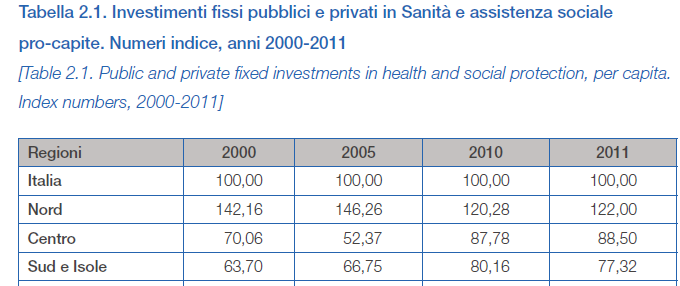 Tabella 2.1. Investimenti fissi pubblici e privati in Sanità e assistenza sociale
pro-capite. Numeri indice, anni 2000-2011
[Table 2.1. Public and private fixed investments in health and social protection, per capita.
Index numbers, 2000-2011]
Regioni 2000 2005 2010 2011
Italia 100,00 100,00 100,00 100,00
Nord 142,16 146,26 120,28 122,00
Centro 70,06 52,37 87,78 88,50
Sud e Isole 63,70 66,75 80,16 77,32